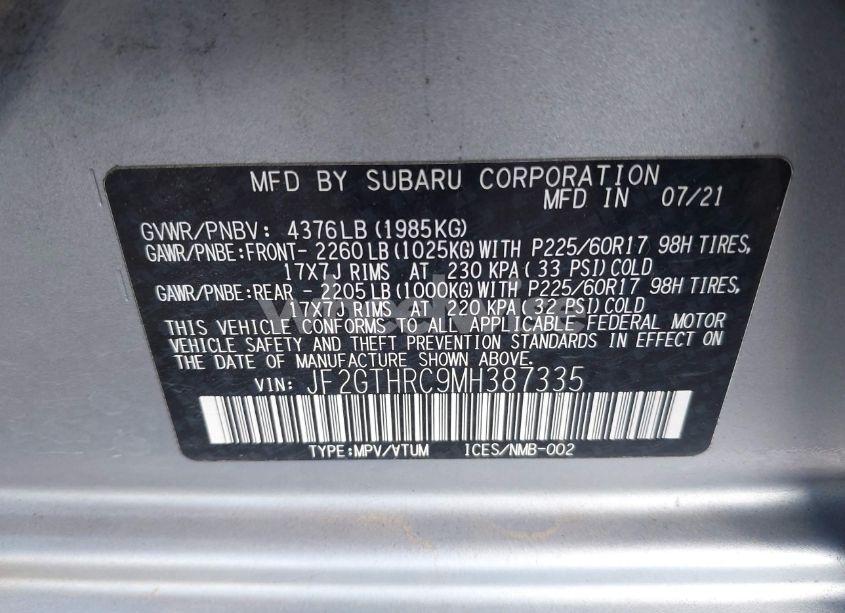 MFD BY SUBARU CORPORATION
MFD IN 07/21
GVWR/PNBV: 4376LB (1985KG)
GAWR/PNBE:FRONT- 2260LB (1025KG) WITH P225/60R17 98H TIRES,
17X7J RIMS AT 230 KPA (33 PSI) COLD
GAWR/PNBE:REAR - 2205LB (1000KG) WITH P225/60R17 98H TIRES,
17X7J RIMS AT 220 KPA (32 PSI) COLD
THIS VEHICLE CONFORMS TO ALL APPLICABLE FEDERAL MOTOR
VEHICLE SAFETY AND THEFT PREVENTION STANDARDS IN EFFECT ON
THE DATE OF MANUFACTURE SHOWN ABOVE.
VIN: JF2GTHRC9MH387335
TYPE:MPV/VTUM ICES/NMB-002